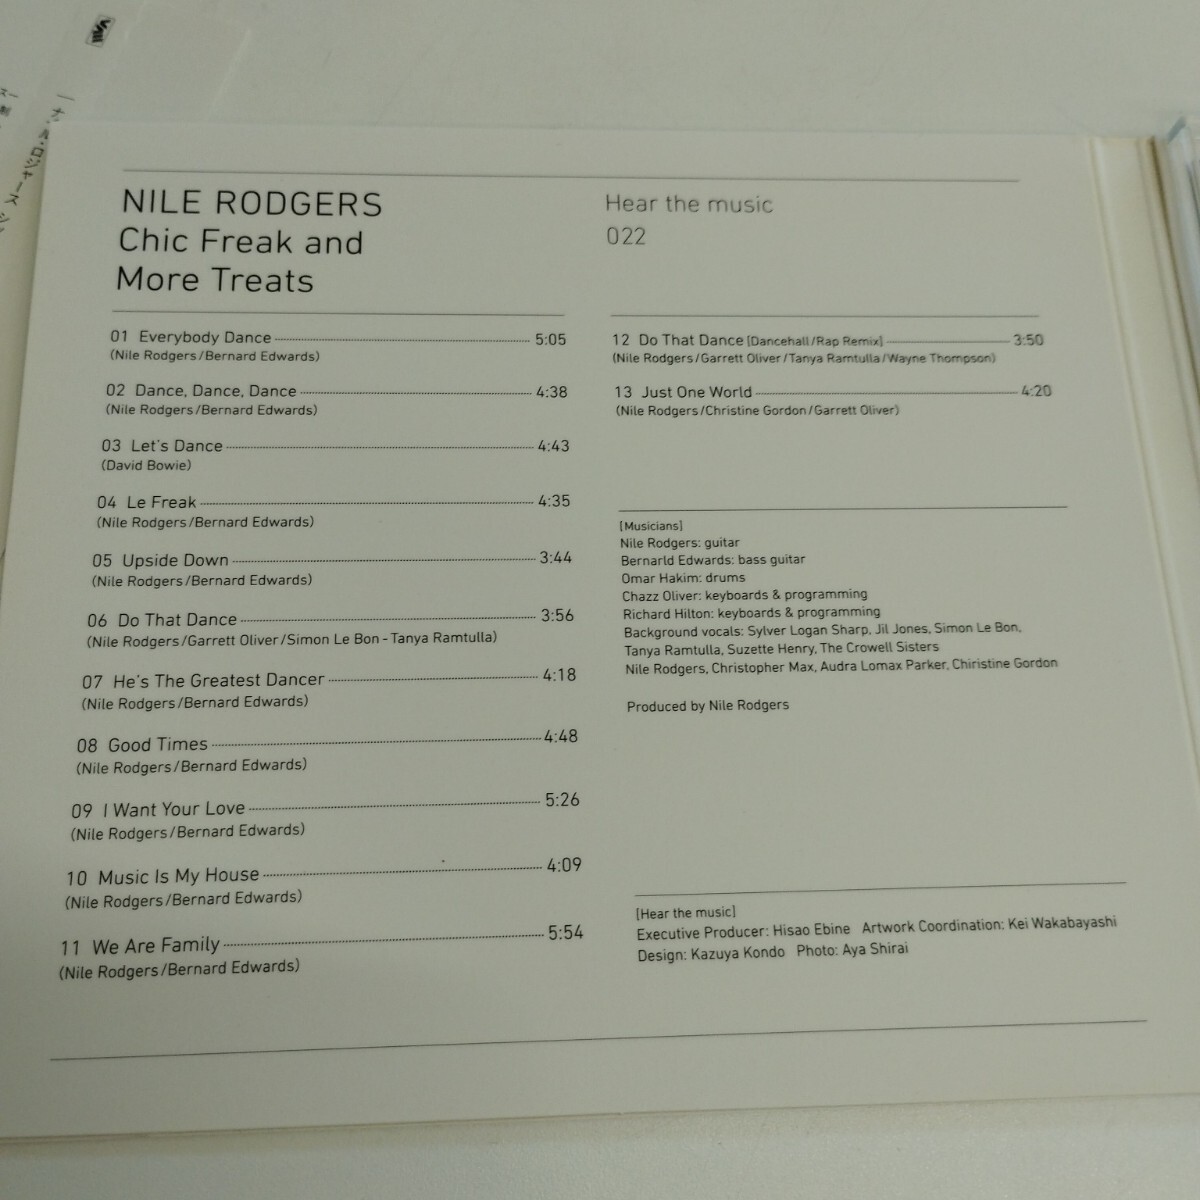 NILE RODGERS
Chic Freak and
More Treats
Hear the music
022
01 Everybody Dance 5:05
(Nile Rodgers/Bernard Edwards)
02 Dance, Dance, Dance 4:38
(Nile Rodgers/Bernard Edwards)
03 Let's Dance 4:43
(David Bowie)
04 Le Freak 4:35
(Nile Rodgers/Bernard Edwards)
05 Upside Down 3:44
(Nile Rodgers/Bernard Edwards)
06 Do That Dance 3:56
(Nile Rodgers/Garrett Oliver/Simon Le Bon-Tanya Ramtulla)
07 He's The Greatest Dancer 4:18
(Nile Rodgers/Bernard Edwards)
08 Good Times 4:48
(Nile Rodgers/Bernard Edwards)
09 I Want Your Love 5:26
(Nile Rodgers/Bernard Edwards)
10 Music Is My House 4:09
(Nile Rodgers/Bernard Edwards)
11 We Are Family 5:54
(Nile Rodgers/Bernard Edwards)
12 Do That Dance [Dancehall/Rap Remix] 3:50
(Nile Rodgers/Garrett Oliver/Tanya Ramtulla/Wayne Thompson)
13 Just One World 4:20
(Nile Rodgers/Christine Gordon/Garrett Oliver)
[Musicians]
Nile Rodgers: guitar
Bernarld Edwards: bass guitar
Omar Hakim: drums
Chazz Oliver: keyboards & programming
Richard Hilton: keyboards & programming
Background vocals: Sylver Logan Sharp, Jil Jones, Simon Le Bon,
Tanya Ramtulla, Suzette Henry, The Crowell Sisters
Nile Rodgers, Christopher Max, Audra Lomax Parker, Chiristine Gordon
Produced by Nile Rodgers
[Hear the music]
Executive Producer: Hisao Ebine Artwork Coordination: Kei Wakabayashi
Design: Kazuya Kondo Photo: Aya Shirai